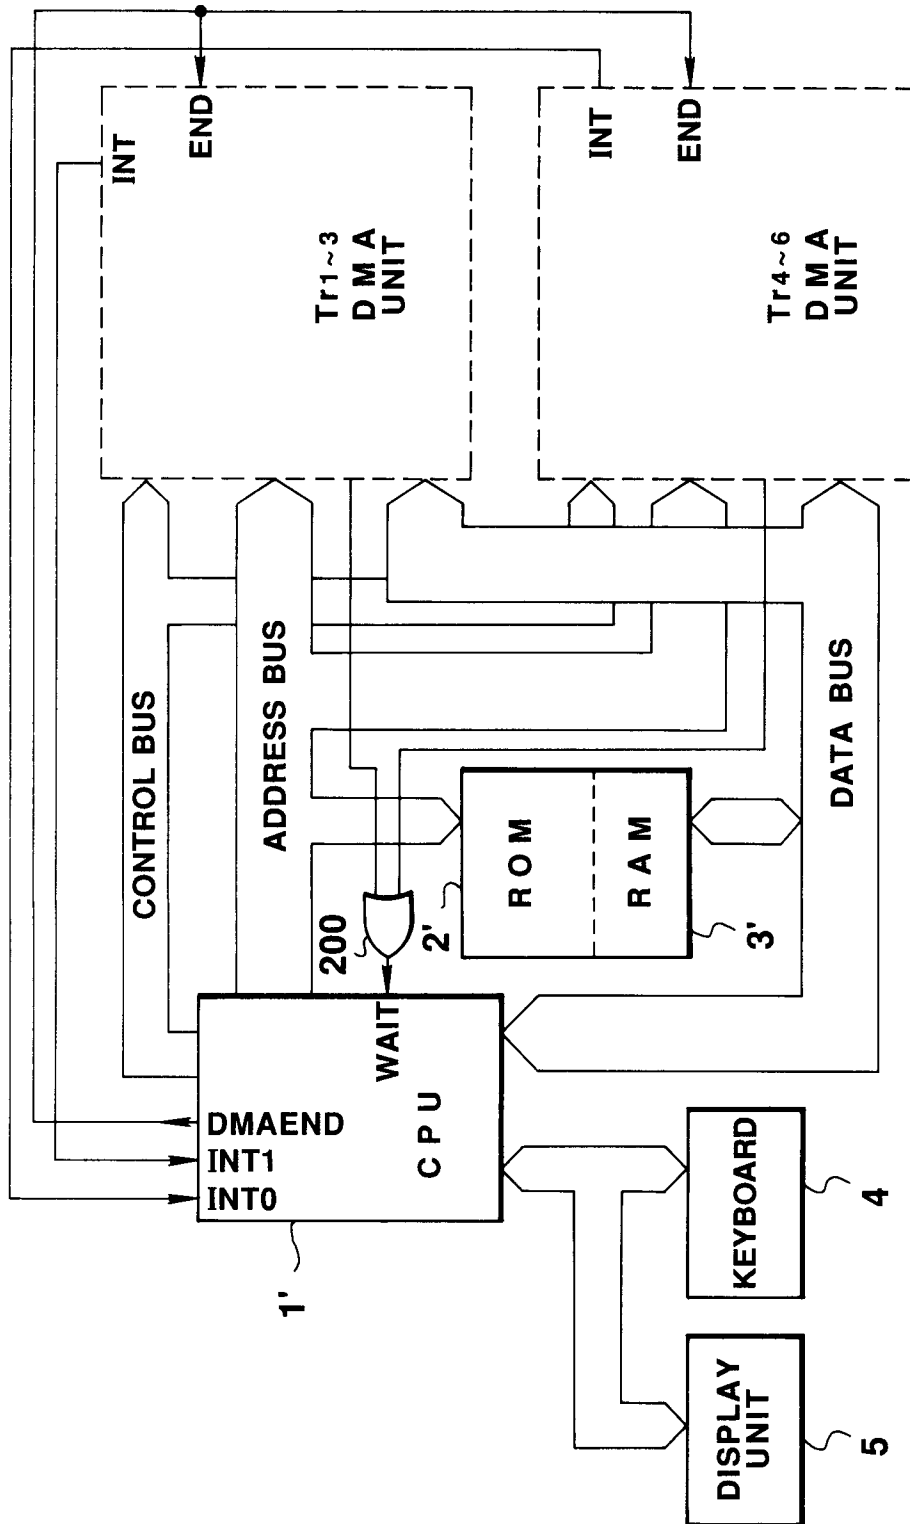 INT
END
Tr1~3
DMA
UNIT
INT
END
Tr4~6
DMA
UNIT
CONTROL BUS
ADDRESS BUS
DATA BUS
200
2'
ROM
RAM
3'
WAIT
CPU
DMAEND
INT1
INT0
1'
KEYBOARD
4
DISPLAY
UNIT
5